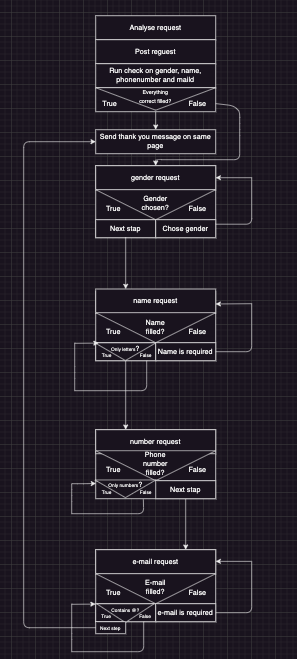 Analyse request
Post reguest
Run check on gender, name,
phonenumber and maild
Everything
correct filled?
True
False
Send thank you message on same
page
gender request
Gender
chosen?
True
False
Next step
Chose gender
name request
Name
filled?
True
False
Only letters?
True
False
Name is required
number request
Phone
number
filled?
True
False
Only numbers?
True
False
Next stap
e-mail request
E-mail
filled?
True
False
Contains @?
True
False
e-mail is required
Next step